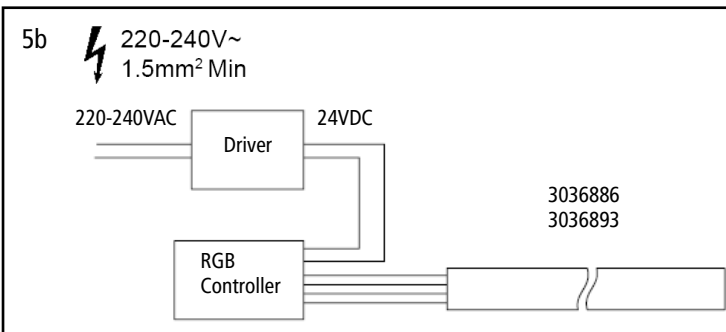 5b
220-240V~
1.5mm² Min
220-240VAC
24VDC
Driver
3036886
3036893
RGB
Controller